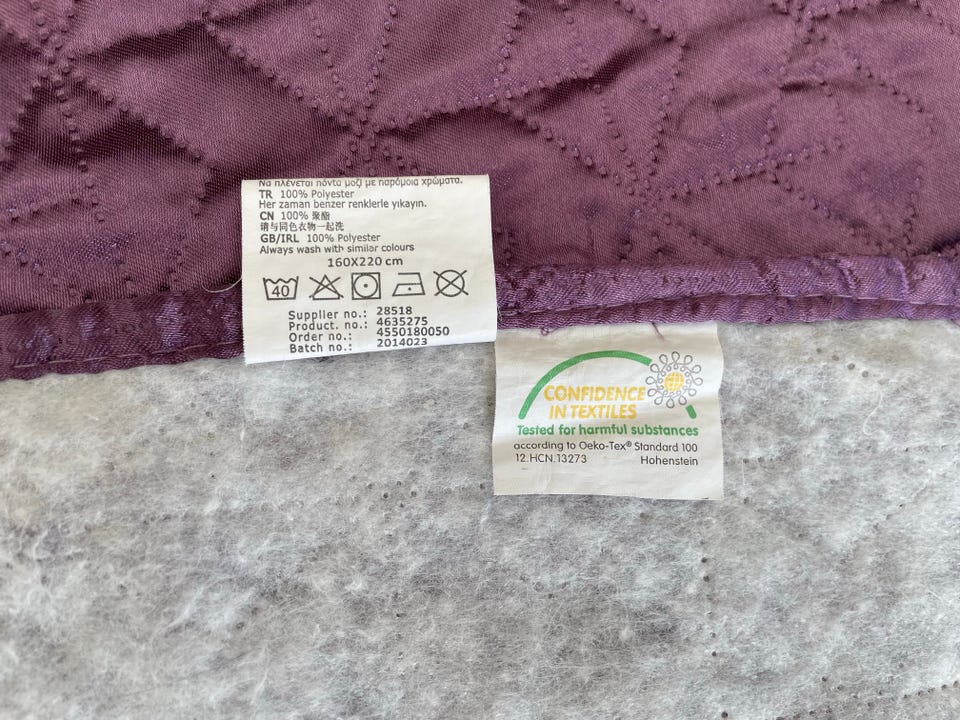 Να πλένεται πόντα μοζί με παρόμοια χρώματα.
TR 100% Polyester
Her zaman benzer renklerle yıkayın.
CN 100% 聚酯
请与同色衣物一起洗
GB/IRL 100% Polyester
Always wash with similar colours
160X220 cm
40
Supplier no.: 28518
Product. no.: 4635275
Order no.: 4550180050
Batch no.: 2014023
CONFIDENCE
IN TEXTILES
Tested for harmful substances
according to Oeko-Tex® Standard 100
12.HCN.13273 Hohenstein